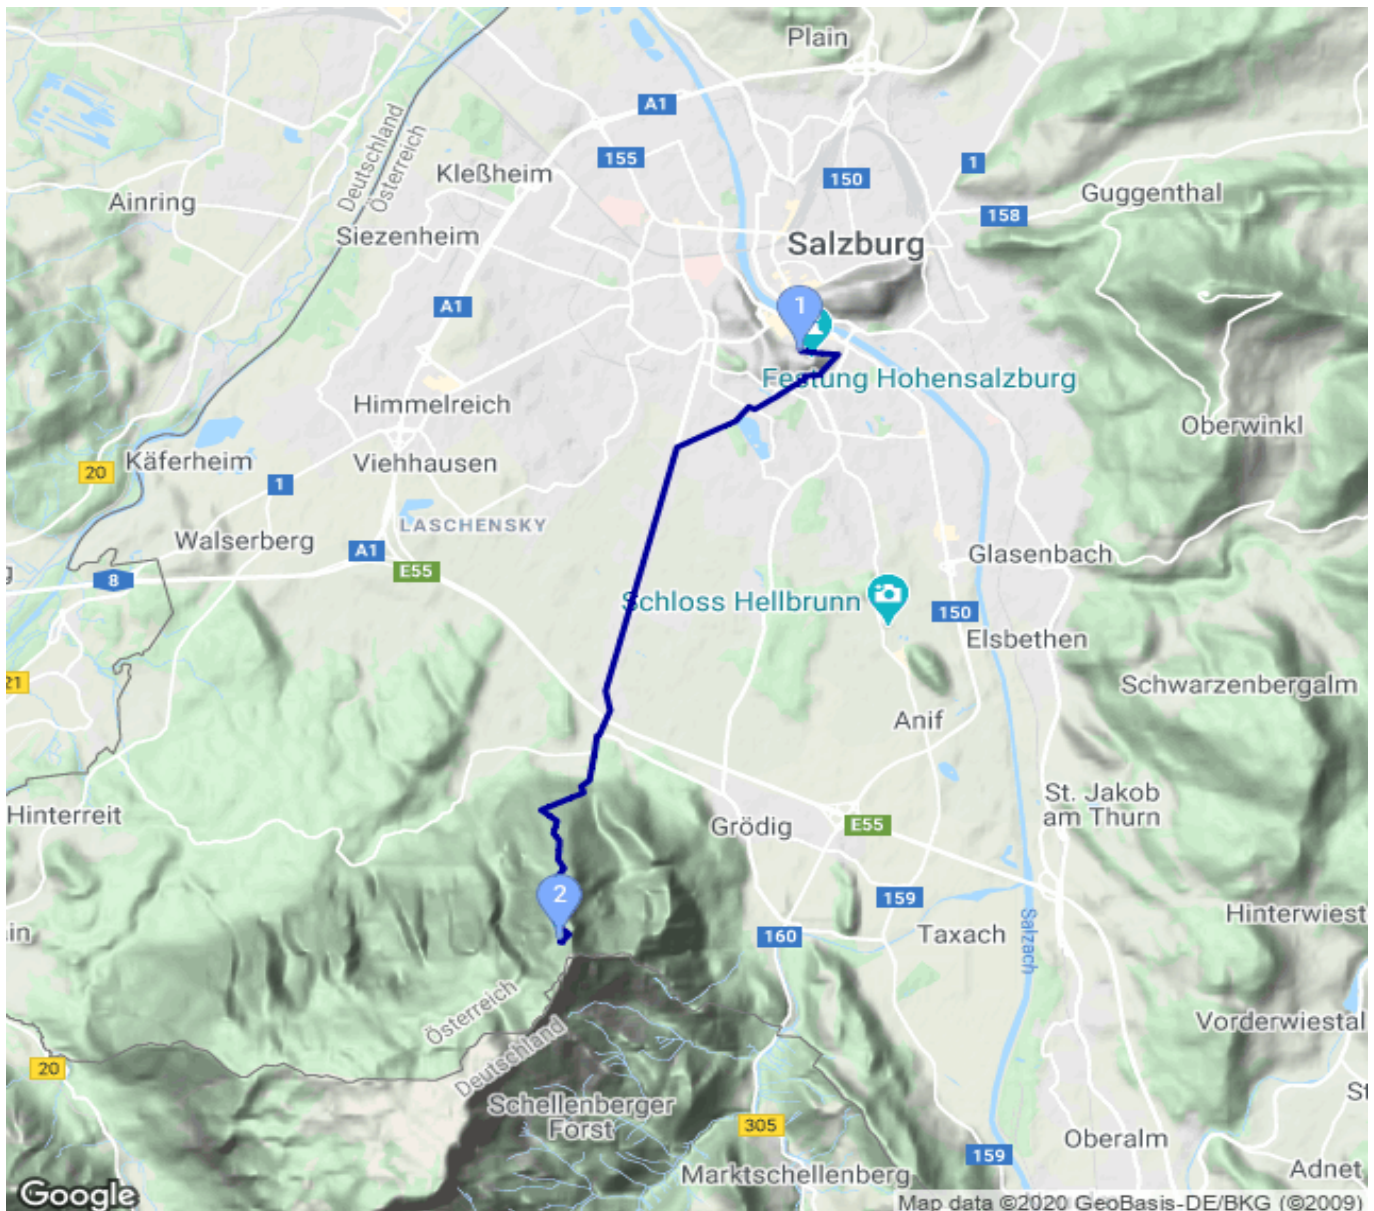 Plain
A1
155
1
Kleßheim
150
Deutschland
Österreich
Ainring
Guggenthal
158
Siezenheim
Salzburg
A1
1
Festung Hohensalzburg
Himmelreich
Oberwinkl
Käferheim
Viehhausen
20
1
LASCHENSKY
Walserberg
A1
Glasenbach
E55
8
Schloss Hellbrunn
150
Elsbethen
21
Schwarzenbergalm
Anif
St. Jakob
am Thurn
Hinterreit
Grödig
E55
2
159
Hinterwiest
ain
160
Taxach
Salzach
Österreich
Vorderwiestal
Deutschland
20
Schellenberger
Forst
St
305
Oberalm
159
Marktschellenberg
Adnet
Google
Map data ©2020 GeoBasis-DE/BKG (©2009)